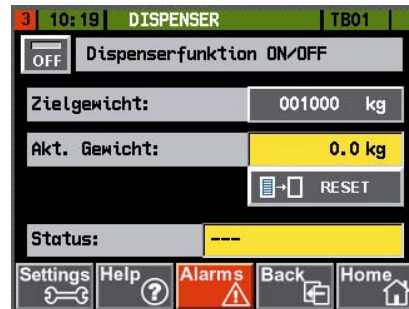 3 10:19 DISPENSER TB01
OFF Dispenserfunktion ON/OFF
Zielgewicht: 001000 kg
Akt. Gewicht: 0.0 kg
RESET
Status: ---
Settings Help ? Alarms Back Home